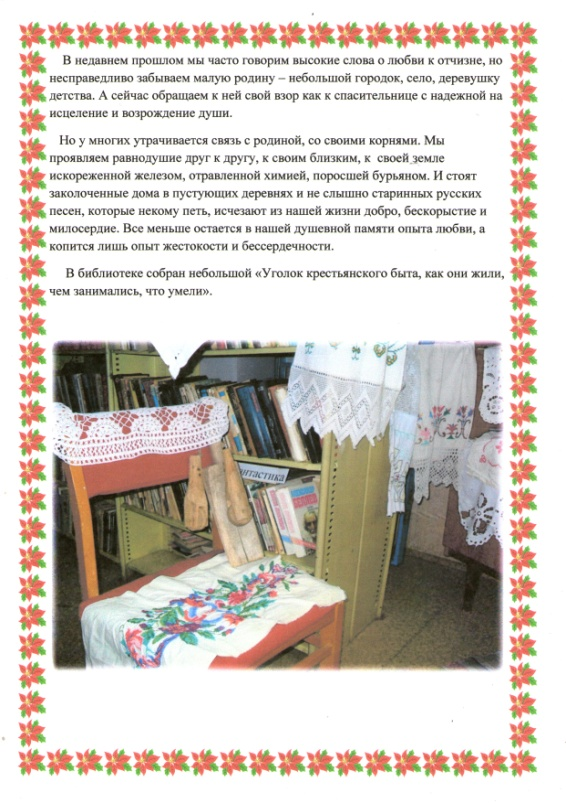 В недавнем прошлом мы часто говорим высокие слова о любви к отчизне, но
несправедливо забываем малую родину – небольшой городок, село, деревушку
детства. А сейчас обращаем к ней свой взор как к спасительнице с надежной на
исцеление и возрождение души.
Но у многих утрачивается связь с родиной, со своими корнями. Мы
проявляем равнодушие друг к другу, к своим близким, к своей земле
искореженной железом, отравленной химией, поросшей бурьяном. И стоят
заколоченные дома в пустующих деревнях и не слышно старинных русских
песен, которые некому петь, исчезают из нашей жизни добро, бескорыстие и
милосердие. Все меньше остается в нашей душевной памяти опыта любви, а
копится лишь опыт жестокости и бессердечности.
В библиотеке собран небольшой «Уголок крестьянского быта, как они жили,
чем занимались, что умели».
нтастика